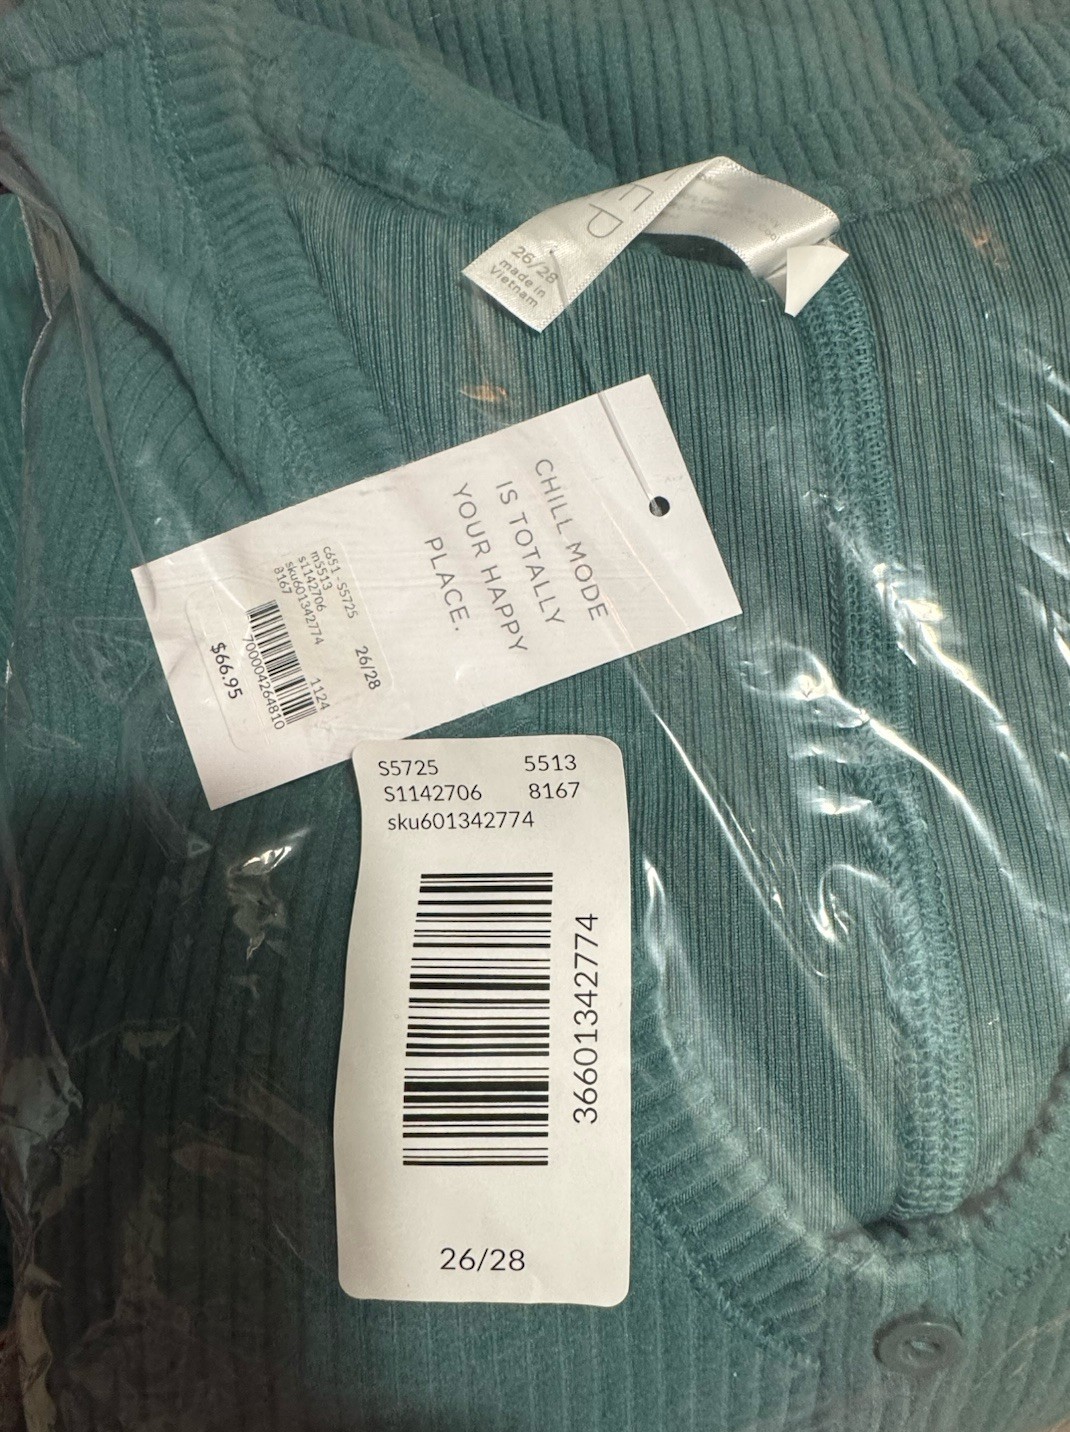 EP
26/28
made in
Vietnam
CHILL MODE
IS TOTALLY
YOUR HAPPY
PLACE.
c651 - S5725
m5513
s1142706
sku601342774
8167
26/28
1124
700004264810
$66.95
S5725 5513
S1142706 8167
sku601342774
36601342774
26/28